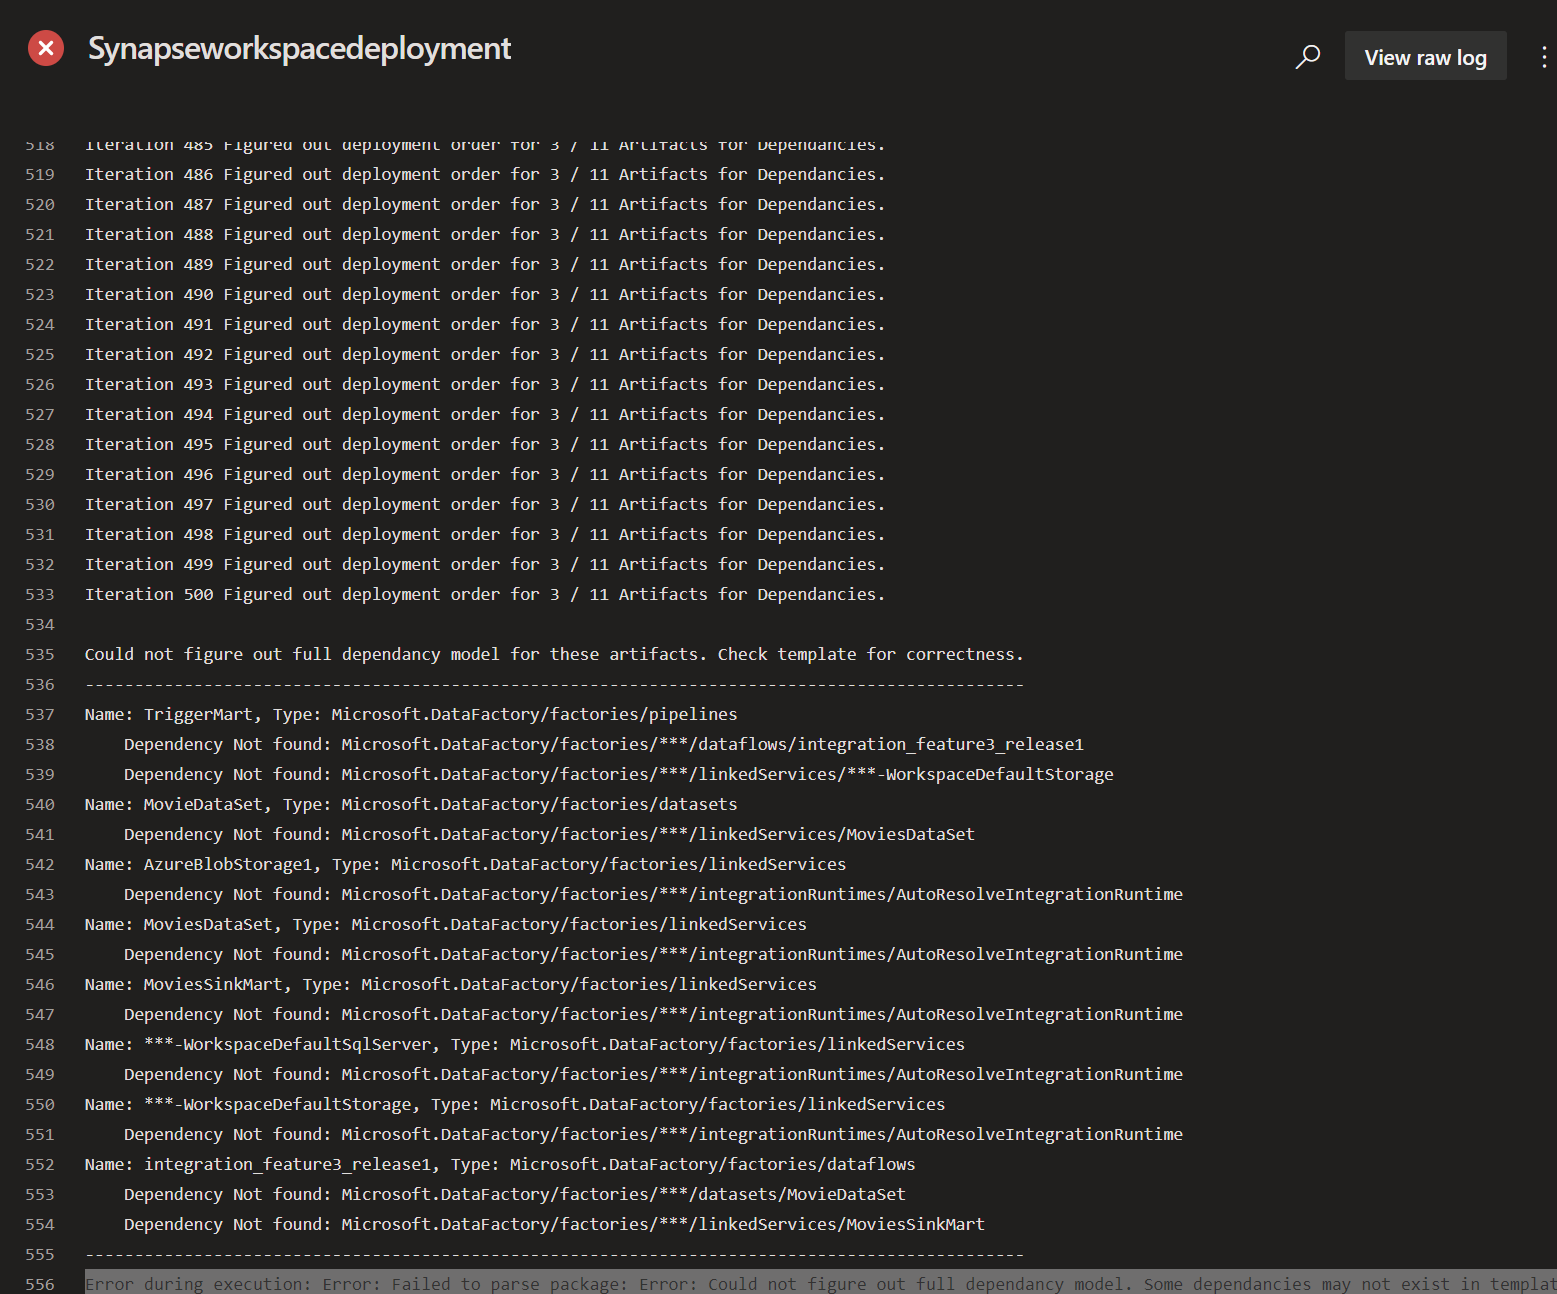 Synapseworkspacedeployment
View raw log
518 Iteration 485 Figured out deployment order for 3 / 11 Artifacts for Dependancies.
519 Iteration 486 Figured out deployment order for 3 / 11 Artifacts for Dependancies.
520 Iteration 487 Figured out deployment order for 3 / 11 Artifacts for Dependancies.
521 Iteration 488 Figured out deployment order for 3 / 11 Artifacts for Dependancies.
522 Iteration 489 Figured out deployment order for 3 / 11 Artifacts for Dependancies.
523 Iteration 490 Figured out deployment order for 3 / 11 Artifacts for Dependancies.
524 Iteration 491 Figured out deployment order for 3 / 11 Artifacts for Dependancies.
525 Iteration 492 Figured out deployment order for 3 / 11 Artifacts for Dependancies.
526 Iteration 493 Figured out deployment order for 3 / 11 Artifacts for Dependancies.
527 Iteration 494 Figured out deployment order for 3 / 11 Artifacts for Dependancies.
528 Iteration 495 Figured out deployment order for 3 / 11 Artifacts for Dependancies.
529 Iteration 496 Figured out deployment order for 3 / 11 Artifacts for Dependancies.
530 Iteration 497 Figured out deployment order for 3 / 11 Artifacts for Dependancies.
531 Iteration 498 Figured out deployment order for 3 / 11 Artifacts for Dependancies.
532 Iteration 499 Figured out deployment order for 3 / 11 Artifacts for Dependancies.
533 Iteration 500 Figured out deployment order for 3 / 11 Artifacts for Dependancies.
534
535 Could not figure out full dependancy model for these artifacts. Check template for correctness.
536 -----------------------------------------------------------------------------------------------
537 Name: TriggerMart, Type: Microsoft.DataFactory/factories/pipelines
538 Dependency Not found: Microsoft.DataFactory/factories/***/dataflows/integration_feature3_release1
539 Dependency Not found: Microsoft.DataFactory/factories/***/linkedServices/***-WorkspaceDefaultStorage
540 Name: MovieDataSet, Type: Microsoft.DataFactory/factories/datasets
541 Dependency Not found: Microsoft.DataFactory/factories/***/linkedServices/MoviesDataSet
542 Name: AzureBlobStorage1, Type: Microsoft.DataFactory/factories/linkedServices
543 Dependency Not found: Microsoft.DataFactory/factories/***/integrationRuntimes/AutoResolveIntegrationRuntime
544 Name: MoviesDataSet, Type: Microsoft.DataFactory/factories/linkedServices
545 Dependency Not found: Microsoft.DataFactory/factories/***/integrationRuntimes/AutoResolveIntegrationRuntime
546 Name: MoviesSinkMart, Type: Microsoft.DataFactory/factories/linkedServices
547 Dependency Not found: Microsoft.DataFactory/factories/***/integrationRuntimes/AutoResolveIntegrationRuntime
548 Name: ***-WorkspaceDefaultSqlServer, Type: Microsoft.DataFactory/factories/linkedServices
549 Dependency Not found: Microsoft.DataFactory/factories/***/integrationRuntimes/AutoResolveIntegrationRuntime
550 Name: ***-WorkspaceDefaultStorage, Type: Microsoft.DataFactory/factories/linkedServices
551 Dependency Not found: Microsoft.DataFactory/factories/***/integrationRuntimes/AutoResolveIntegrationRuntime
552 Name: integration_feature3_release1, Type: Microsoft.DataFactory/factories/dataflows
553 Dependency Not found: Microsoft.DataFactory/factories/***/datasets/MovieDataSet
554 Dependency Not found: Microsoft.DataFactory/factories/***/linkedServices/MoviesSinkMart
555 -----------------------------------------------------------------------------------------------
556 Error during execution: Error: Failed to parse package: Error: Could not figure out full dependancy model. Some dependancies may not exist in templat